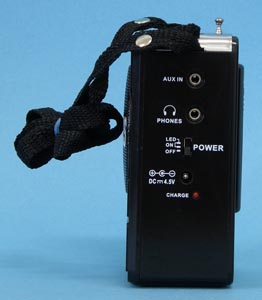 AUX IN
PHONES
LED
ON
OFF
POWER
DC 4.5V
CHARGE